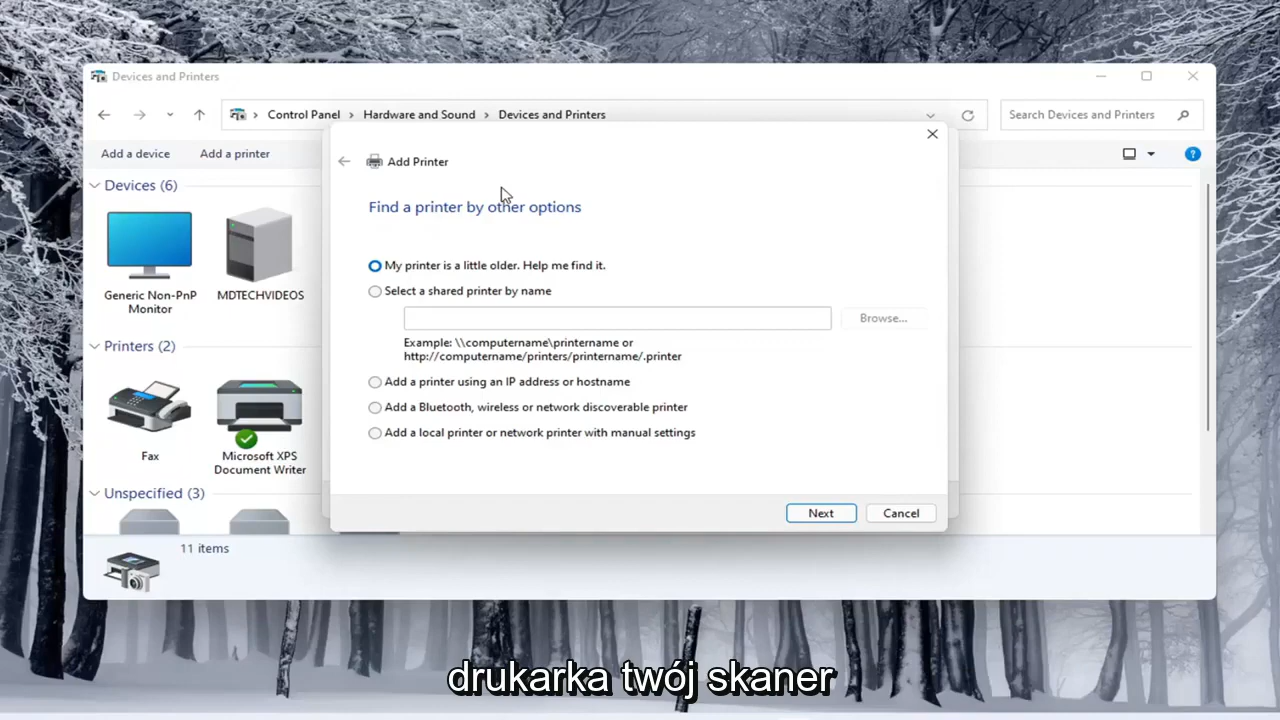 Devices and Printers
Control Panel > Hardware and Sound > Devices and Printers
Search Devices and Printers
Add a device
Add a printer
Add Printer
Find a printer by other options
My printer is a little older. Help me find it.
Select a shared printer by name
Browse...
Example: \\computername\printername or
http://computername/printers/printername/.printer
Add a printer using an IP address or hostname
Add a Bluetooth, wireless or network discoverable printer
Add a local printer or network printer with manual settings
Next
Cancel
Devices (6)
Generic Non-PnP
Monitor
MDTECHVIDEOS
Printers (2)
Fax
Microsoft XPS
Document Writer
Unspecified (3)
11 items
drukarka twój skaner